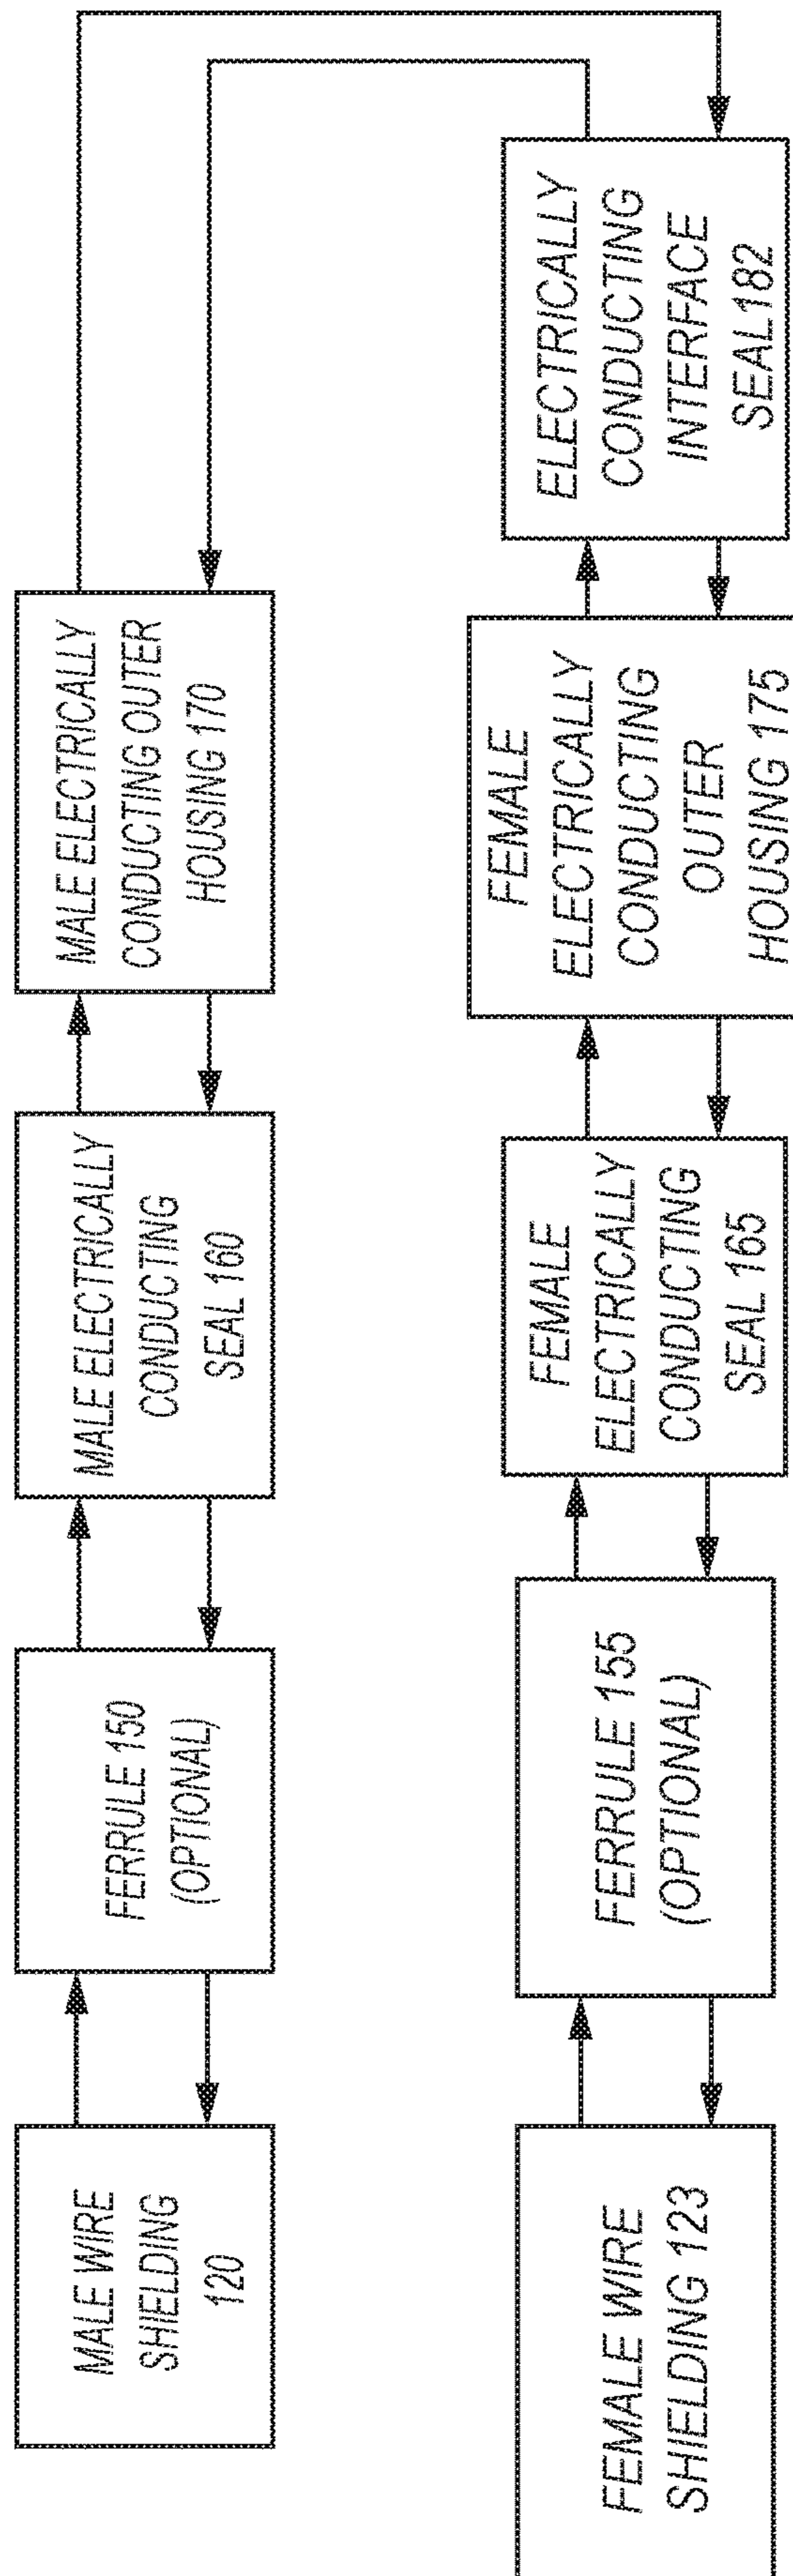 MALE WIRE
SHIELDING
120
FERRULE 150
(OPTIONAL)
MALE ELECTRICALLY
CONDUCTING
SEAL 160
MALE ELECTRICALLY
CONDUCTING OUTER
HOUSING 170
FEMALE WIRE
SHIELDING 123
FERRULE 155
(OPTIONAL)
FEMALE
ELECTRICALLY
CONDUCTING
SEAL 165
FEMALE
ELECTRICALLY
CONDUCTING
OUTER
HOUSING 175
ELECTRICALLY
CONDUCTING
INTERFACE
SEAL182